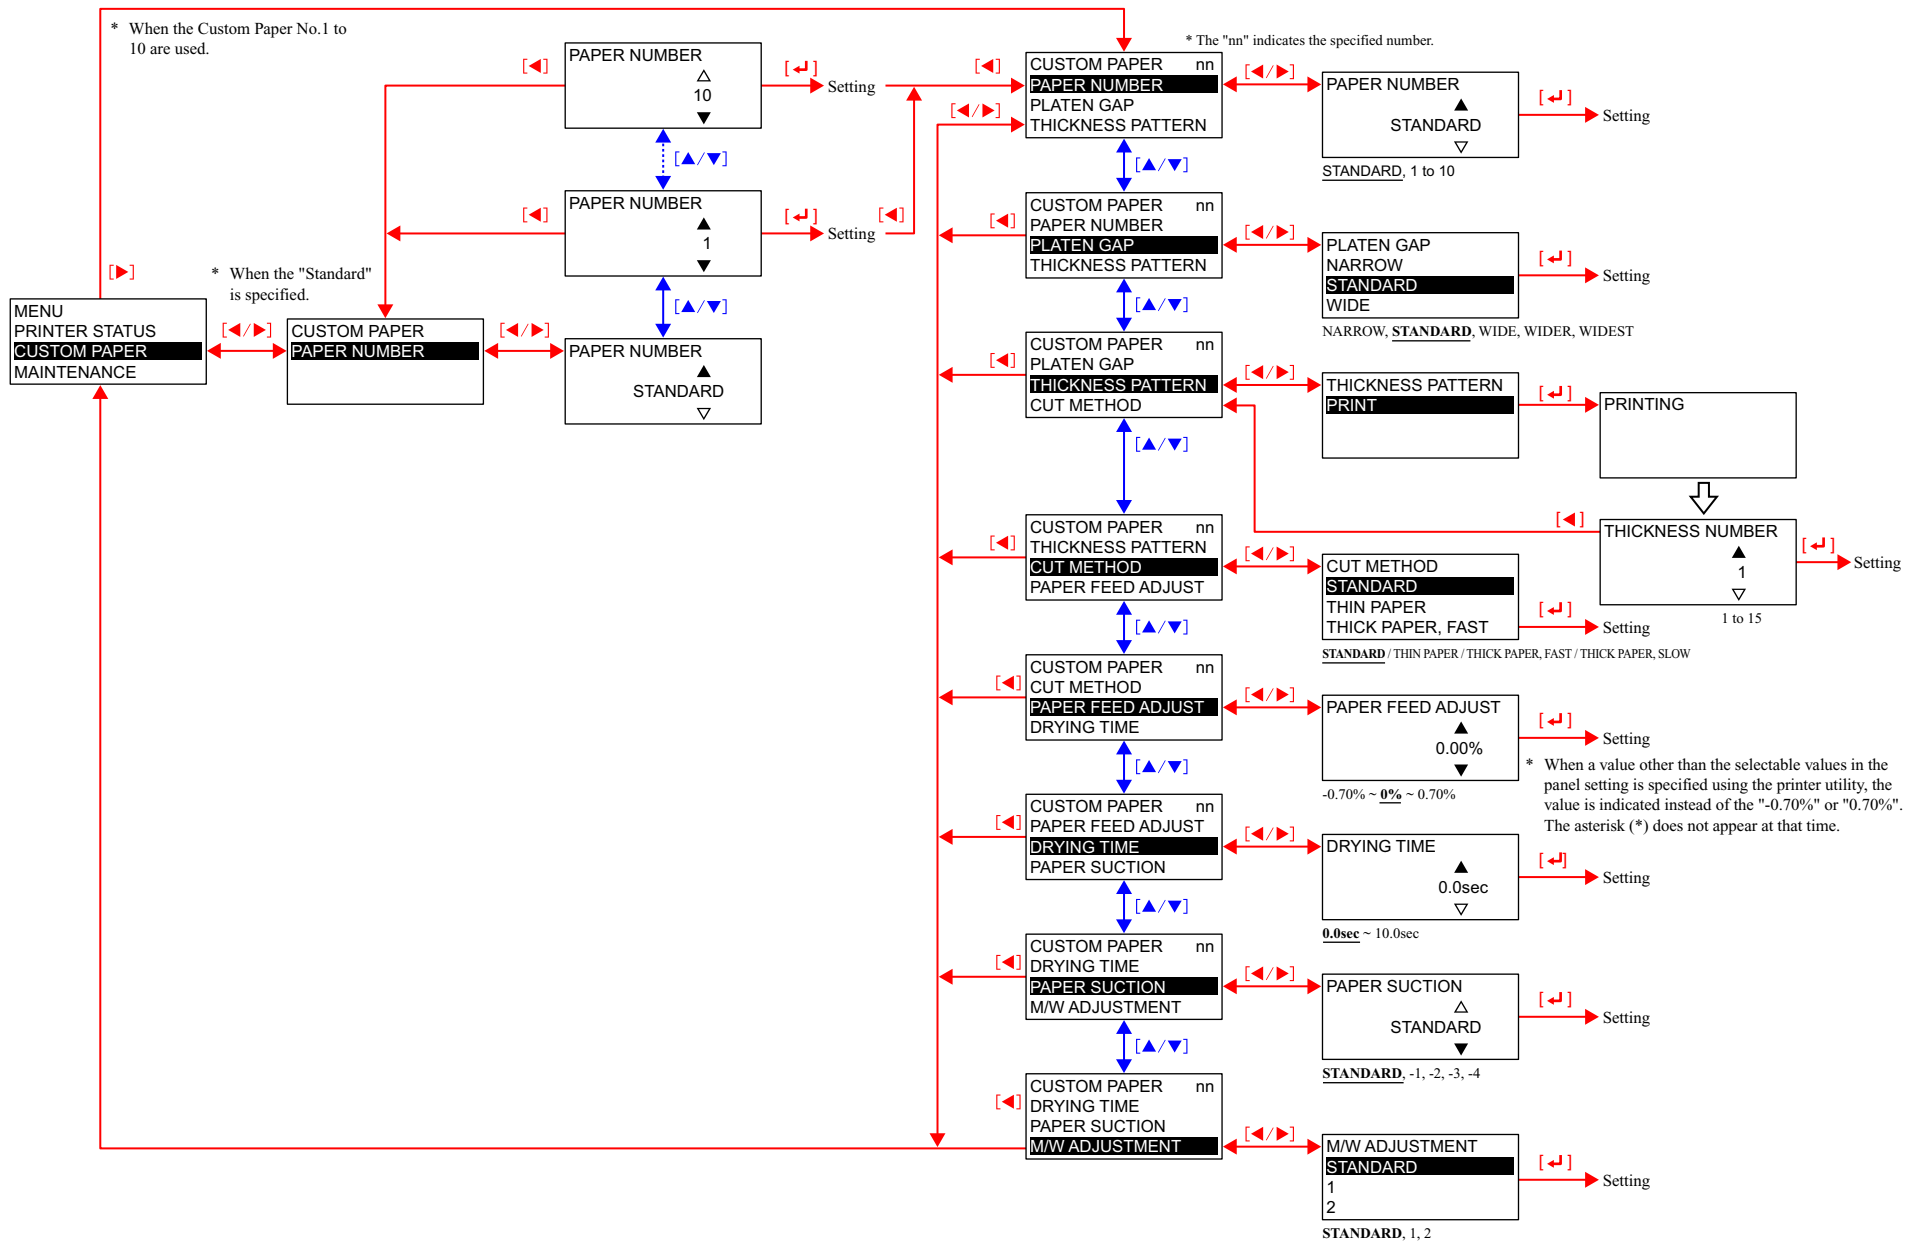 * When the Custom Paper No.1 to
10 are used.
[◀]
PAPER NUMBER
△
10
▼
[↵]
Setting
[▲/▼]
[◀]
PAPER NUMBER
▲
1
▼
[↵]
Setting
[◀]
[▲/▼]
[▶]
* When the "Standard"
is specified.
MENU
PRINTER STATUS
CUSTOM PAPER
MAINTENANCE
[◀/▶]
CUSTOM PAPER
PAPER NUMBER
[◀/▶]
PAPER NUMBER
▲
STANDARD
▽
* The "nn" indicates the specified number.
[◀]
[◀/▶]
CUSTOM PAPER nn
PAPER NUMBER
PLATEN GAP
THICKNESS PATTERN
[◀/▶]
PAPER NUMBER
▲
STANDARD
▽
[↵]
Setting
STANDARD, 1 to 10
[▲/▼]
[◀]
CUSTOM PAPER nn
PAPER NUMBER
PLATEN GAP
THICKNESS PATTERN
[◀/▶]
PLATEN GAP
NARROW
STANDARD
WIDE
[↵]
Setting
NARROW, STANDARD, WIDE, WIDER, WIDEST
[▲/▼]
[◀]
CUSTOM PAPER nn
PLATEN GAP
THICKNESS PATTERN
CUT METHOD
[◀/▶]
THICKNESS PATTERN
PRINT
[↵]
PRINTING
[▲/▼]
[◀]
THICKNESS NUMBER
▲
1
▽
[↵]
Setting
1 to 15
[◀]
CUSTOM PAPER nn
THICKNESS PATTERN
CUT METHOD
PAPER FEED ADJUST
[◀/▶]
CUT METHOD
STANDARD
THIN PAPER
THICK PAPER, FAST
[↵]
Setting
STANDARD / THIN PAPER / THICK PAPER, FAST / THICK PAPER, SLOW
[▲/▼]
[◀]
CUSTOM PAPER nn
CUT METHOD
PAPER FEED ADJUST
DRYING TIME
[◀/▶]
PAPER FEED ADJUST
▲
0.00%
▼
[↵]
Setting
-0.70% ~ 0% ~ 0.70%
* When a value other than the selectable values in the
panel setting is specified using the printer utility, the
value is indicated instead of the "-0.70%" or "0.70%".
The asterisk (*) does not appear at that time.
[▲/▼]
[◀]
CUSTOM PAPER nn
PAPER FEED ADJUST
DRYING TIME
PAPER SUCTION
[◀/▶]
DRYING TIME
▲
0.0sec
▽
[↵]
Setting
0.0sec ~ 10.0sec
[▲/▼]
[◀]
CUSTOM PAPER nn
DRYING TIME
PAPER SUCTION
M/W ADJUSTMENT
[◀/▶]
PAPER SUCTION
△
STANDARD
▼
[↵]
Setting
STANDARD, -1, -2, -3, -4
[▲/▼]
[◀]
CUSTOM PAPER nn
DRYING TIME
PAPER SUCTION
M/W ADJUSTMENT
[◀/▶]
M/W ADJUSTMENT
STANDARD
1
2
[↵]
Setting
STANDARD, 1, 2